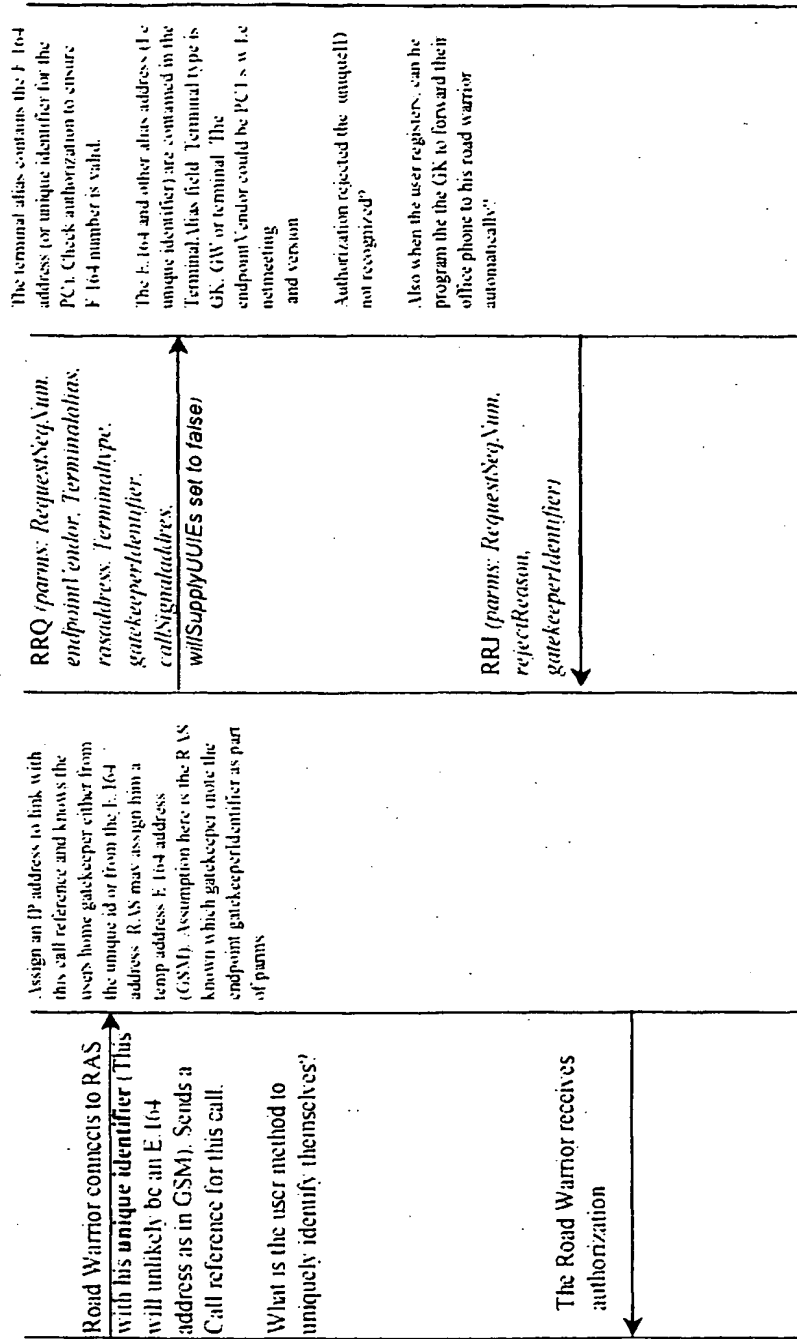 Road Warrior connects to RAS
with his unique identifier (This
will unlikely be an E.164
address as in GSM). Sends a
Call reference for this call.
What is the user method to
uniquely identify themselves?
The Road Warrior receives
authorization
Assign an IP address to link with
this call reference and knows the
users home gatekeeper either from
the unique id or from the E.164
address. RAS may assign him a
temp address E.164 address
(GSM). Assumption here is the RAS
known which gatekeeper (note the
endpoint gatekeeperIdentifier as part
of parms
RRQ (parms: RequestSeqNum,
endpointVendor, Terminalalias,
rasaddress, Terminaltype,
gatekeeperIdentifier,
callSignaladdres,
willSupplyUUIEs set to false)
RRJ (parms: RequestSeqNum,
rejectReason,
gatekeeperIdentifier)
The terminal alias contains the E.164
address (or unique identifier for the
PC). Check authorization to ensure
E.164 number is valid.
The E.164 and other alias address (I.e
unique identifier) are contained in the
TerminalAlias field. Terminal type is
GK, GW or terminal. The
endpointVendor could be PC1's w I.e
netmeeting
and version
Authorization rejected the uniqueID
not recognized?
Also when the user registers, can he
program the the GK to forward their
office phone to his road warrior
automatically?